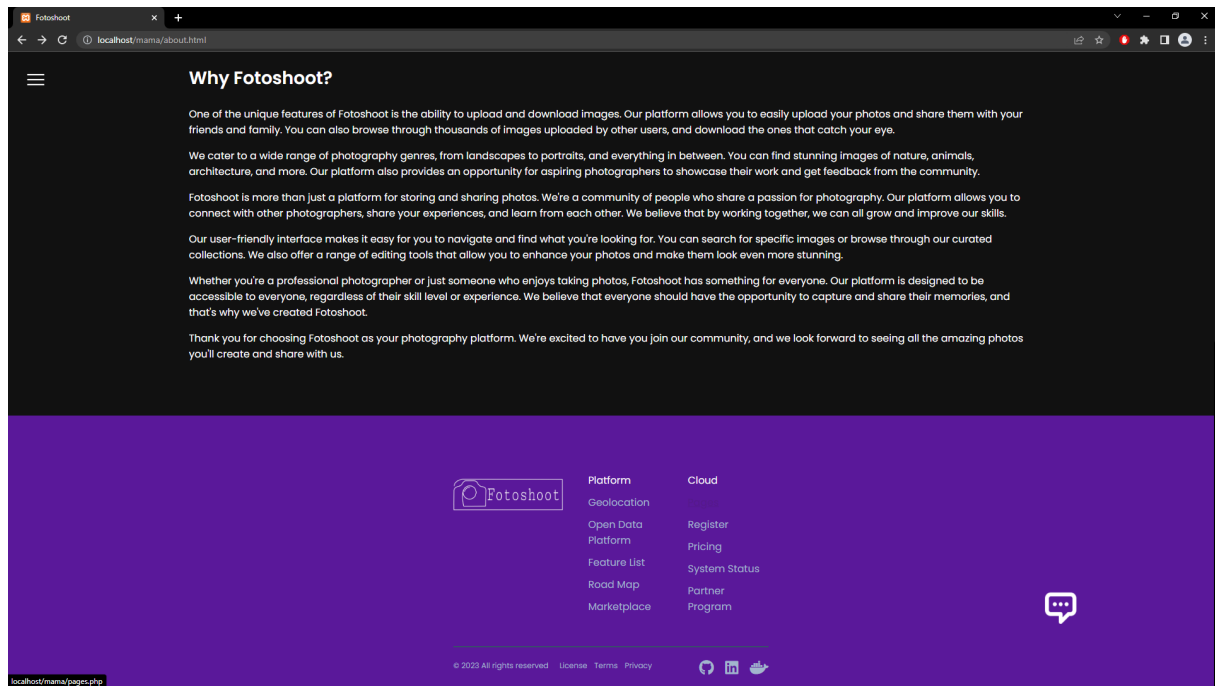 Fotoshoot
localhost/mama/about.html
Why Fotoshoot?
One of the unique features of Fotoshoot is the ability to upload and download images. Our platform allows you to easily upload your photos and share them with your
friends and family. You can also browse through thousands of images uploaded by other users, and download the ones that catch your eye.
We cater to a wide range of photography genres, from landscapes to portraits, and everything in between. You can find stunning images of nature, animals,
architecture, and more. Our platform also provides an opportunity for aspiring photographers to showcase their work and get feedback from the community.
Fotoshoot is more than just a platform for storing and sharing photos. We're a community of people who share a passion for photography. Our platform allows you to
connect with other photographers, share your experiences, and learn from each other. We believe that by working together, we can all grow and improve our skills.
Our user-friendly interface makes it easy for you to navigate and find what you're looking for. You can search for specific images or browse through our curated
collections. We also offer a range of editing tools that allow you to enhance your photos and make them look even more stunning.
Whether you're a professional photographer or just someone who enjoys taking photos, Fotoshoot has something for everyone. Our platform is designed to be
accessible to everyone, regardless of their skill level or experience. We believe that everyone should have the opportunity to capture and share their memories, and
that's why we've created Fotoshoot.
Thank you for choosing Fotoshoot as your photography platform. We're excited to have you join our community, and we look forward to seeing all the amazing photos
you'll create and share with us.
Fotoshoot
Platform
Geolocation
Open Data
Platform
Feature List
Road Map
Marketplace
Cloud
Register
Pricing
System Status
Partner
Program
© 2023 All rights reserved License Terms Privacy
in
localhost/mama/pages.php